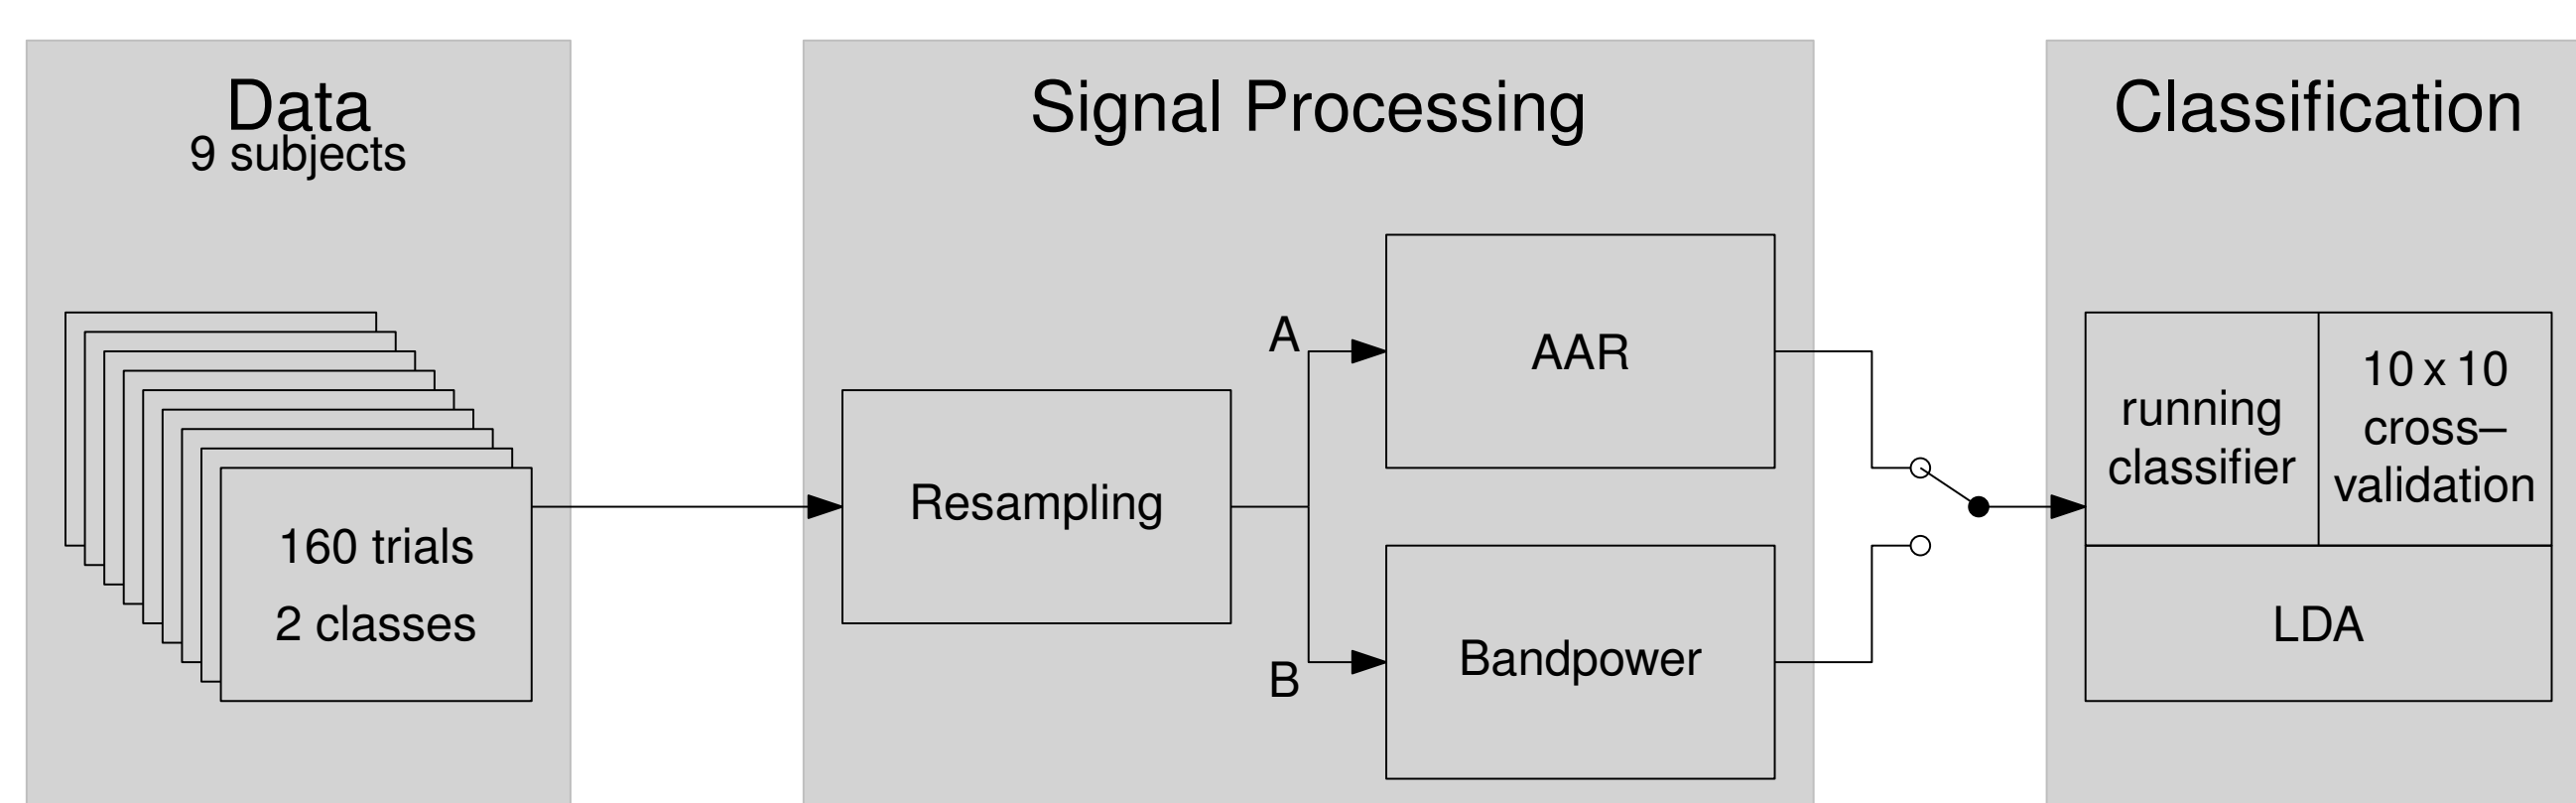 Data
9 subjects
160 trials
2 classes
Signal Processing
Resampling
A
AAR
B
Bandpower
Classification
running
classifier
10 x 10
cross–
validation
LDA